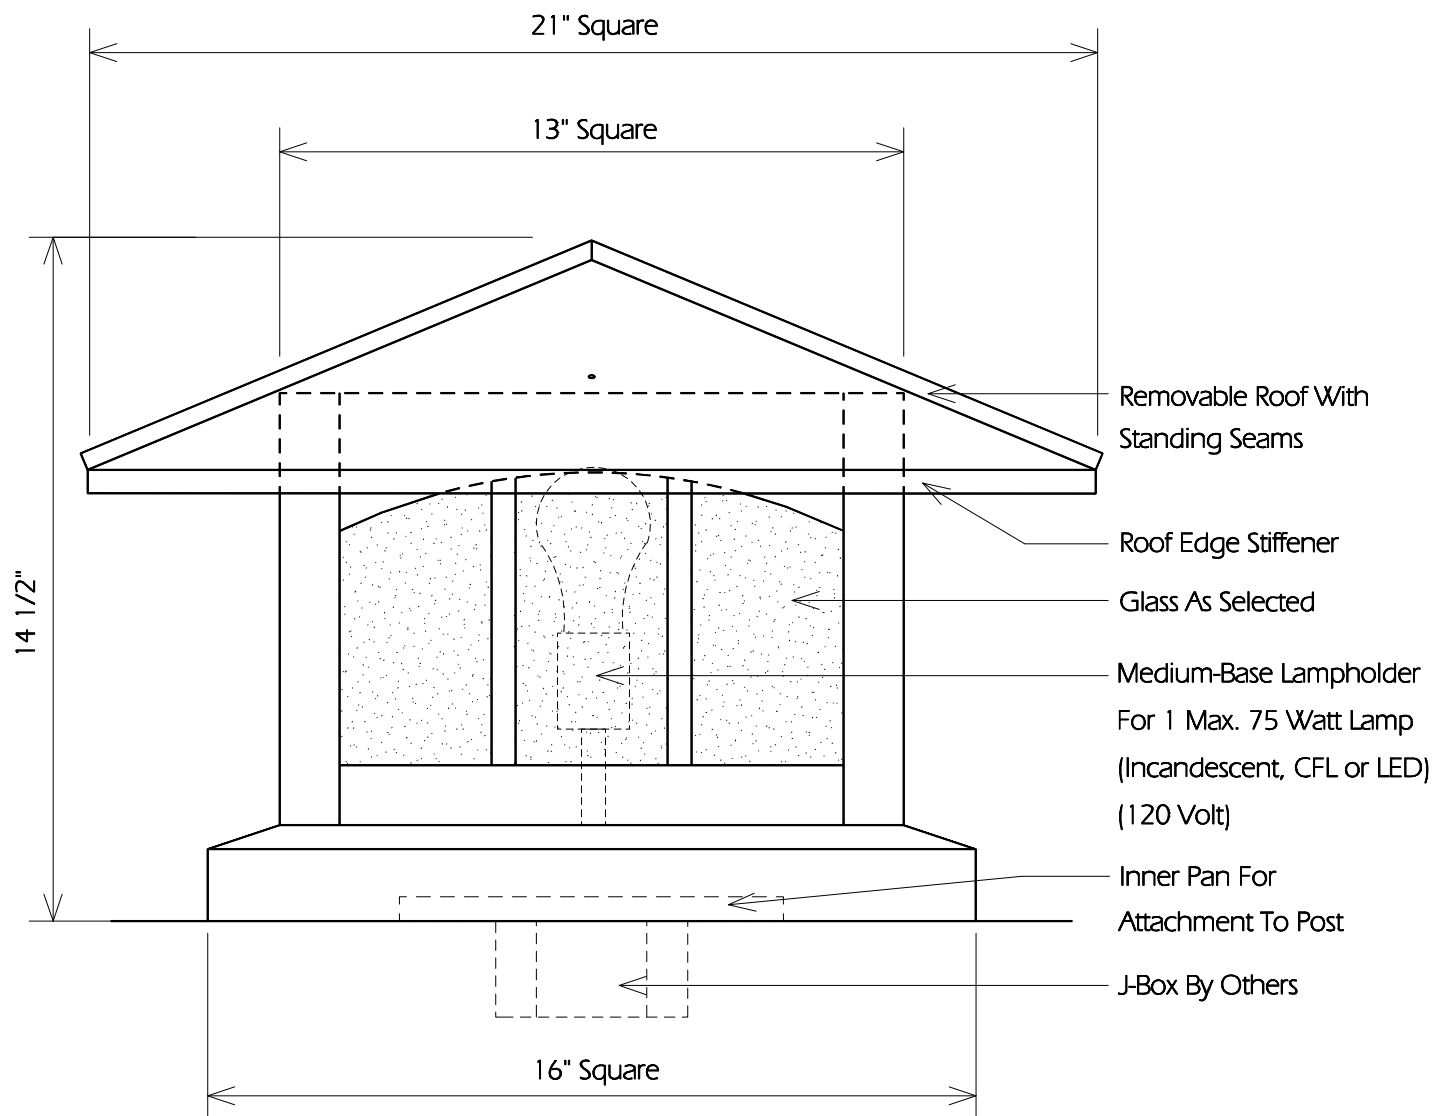 21" Square
13" Square
Removable Roof With
Standing Seams
Roof Edge Stiffener
14 1/2"
Glass As Selected
Medium-Base Lampholder
For 1 Max. 75 Watt Lamp
(Incandescent, CFL or LED)
(120 Volt)
Inner Pan For
Attachment To Post
J-Box By Others
16" Square